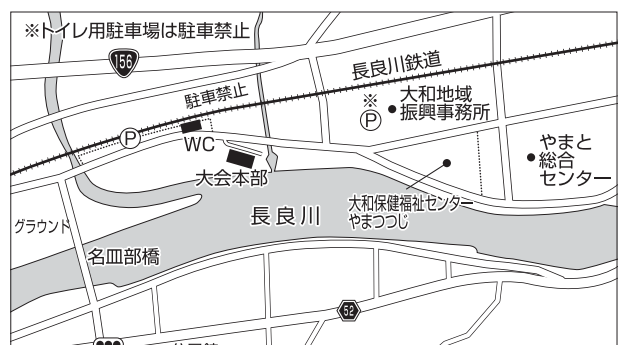 ※トイレ用駐車場は駐車禁止
156
長良川鉄道
駐車禁止
※
P
大和地域
振興事務所
P
WC
大会本部
やまと
総合
センター
大和保健福祉センター
やまつつじ
長良川
グラウンド
名皿部橋
52